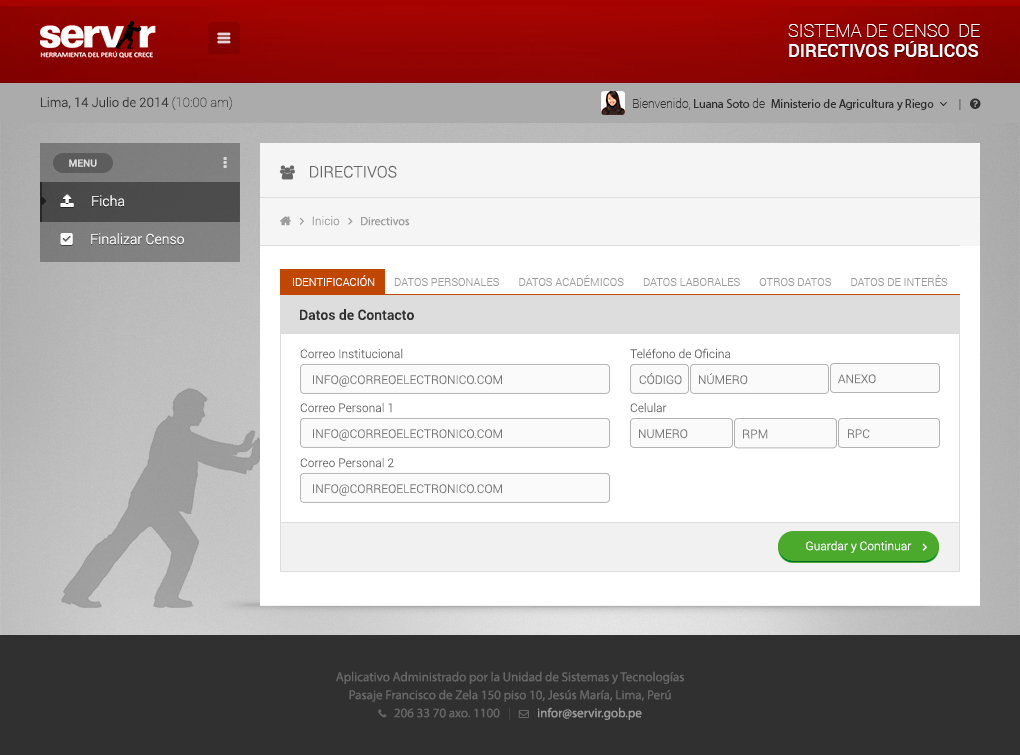 servir
HERRAMIENTA DEL PERÚ QUE CRECE
SISTEMA DE CENSO DE
DIRECTIVOS PÚBLICOS
Lima, 14 Julio de 2014 (10:00 am)
Bienvenido, Luana Soto de Ministerio de Agricultura y Riego | ?
MENU
Ficha
Finalizar Censo
DIRECTIVOS
Inicio > Directivos
IDENTIFICACIÓN DATOS PERSONALES DATOS ACADÉMICOS DATOS LABORALES OTROS DATOS DATOS DE INTERÉS
Datos de Contacto
Correo Institucional
INFO@CORREOELECTRONICO.COM
Correo Personal 1
INFO@CORREOELECTRONICO.COM
Correo Personal 2
INFO@CORREOELECTRONICO.COM
Teléfono de Oficina
CÓDIGO NÚMERO ANEXO
Celular
NUMERO RPM RPC
Guardar y Continuar >
Aplicativo Administrado por la Unidad de Sistemas y Tecnologías
Pasaje Francisco de Zela 150 piso 10, Jesús María, Lima, Perú
206 33 70 axo. 1100 | infor@servir.gob.pe